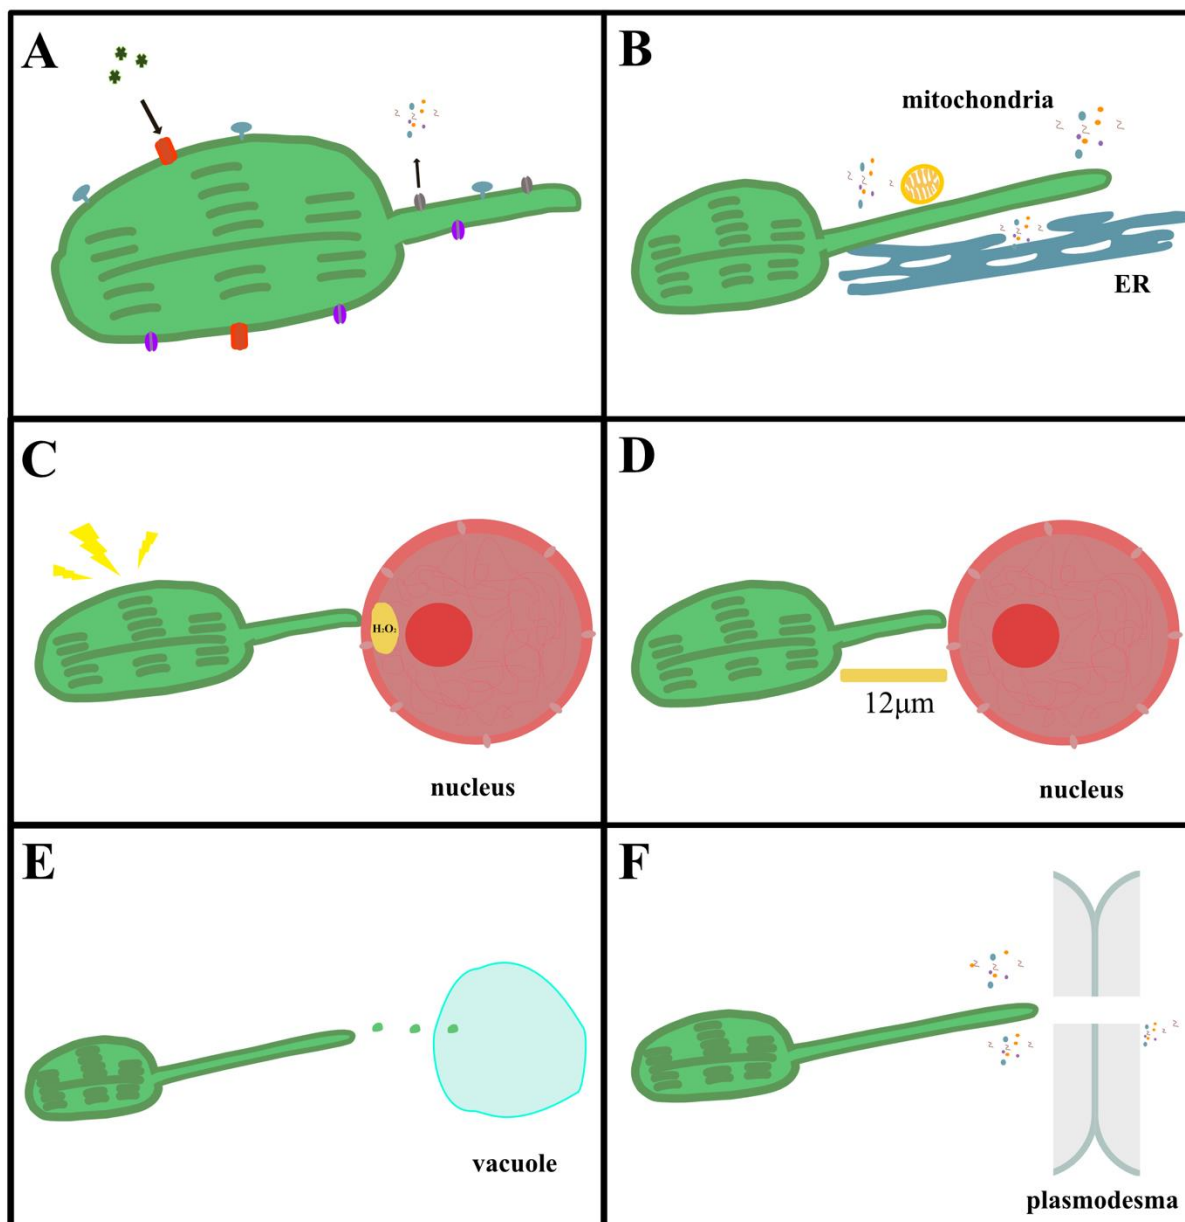 A
B
mitochondria
ER
C
H₂O₂
nucleus
D
12μm
nucleus
E
vacuole
F
plasmodesma